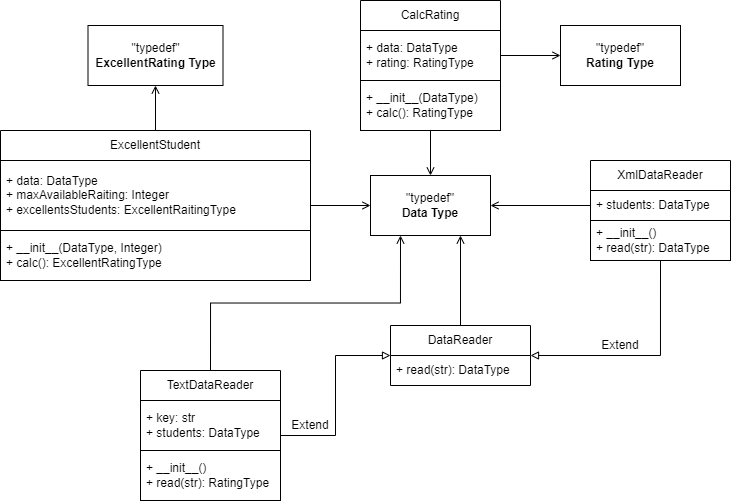 CalcRating
+ data: DataType
+ rating: RatingType
+ __init__(DataType)
+ calc(): RatingType
"typedef"
ExcellentRating Type
"typedef"
Rating Type
ExcellentStudent
+ data: DataType
+ maxAvailableRaiting: Integer
+ excellentsStudents: ExcellentRaitingType
+ __init__(DataType, Integer)
+ calc(): ExcellentRatingType
"typedef"
Data Type
XmlDataReader
+ students: DataType
+ __init__()
+ read(str): DataType
DataReader
+ read(str): DataType
Extend
TextDataReader
+ key: str
+ students: DataType
+ __init__()
+ read(str): RatingType
Extend